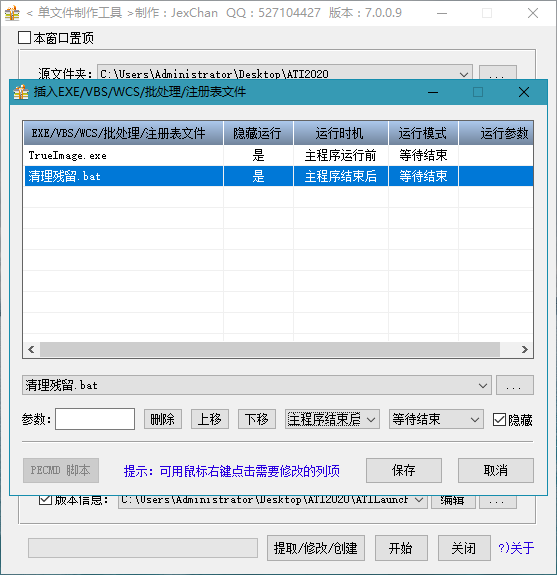 < 单文件制作工具 >制作：JexChan QQ：527104427 版本：7.0.0.9
本窗口置顶
源文件夹： C:\Users\Administrator\Desktop\ATI2020 ...
插入EXE/VBS/WCS/批处理/注册表文件
EXE/VBS/WCS/批处理/注册表文件 隐藏运行 运行时机 运行模式 运行参数
TrueImage.exe 是 主程序运行前 等待结束
清理残留.bat 是 主程序结束后 等待结束
清理残留.bat ...
参数： 删除 上移 下移 主程序结束后 等待结束 隐藏
PECMD 脚本 提示：可用鼠标右键点击需要修改的列项 保存 取消
版本信息： C:\Users\Administrator\Desktop\ATI2020\ATILaunch 编辑 ...
提取/修改/创建 开始 关闭 ?)关于